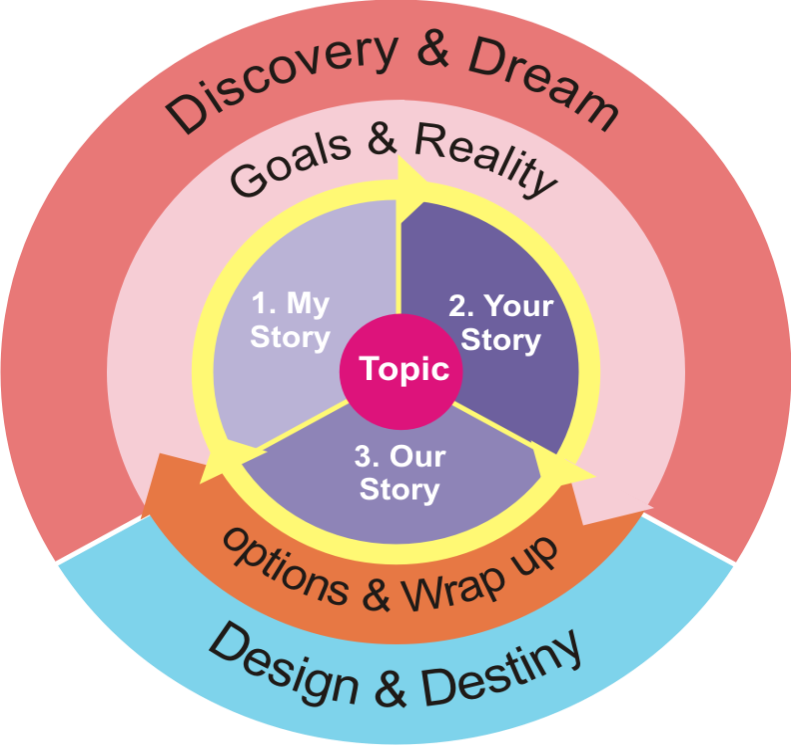 Discovery & Dream
Goals & Reality
1. My
Story
2. Your
Story
Topic
3. Our
Story
options & Wrap up
Design & Destiny